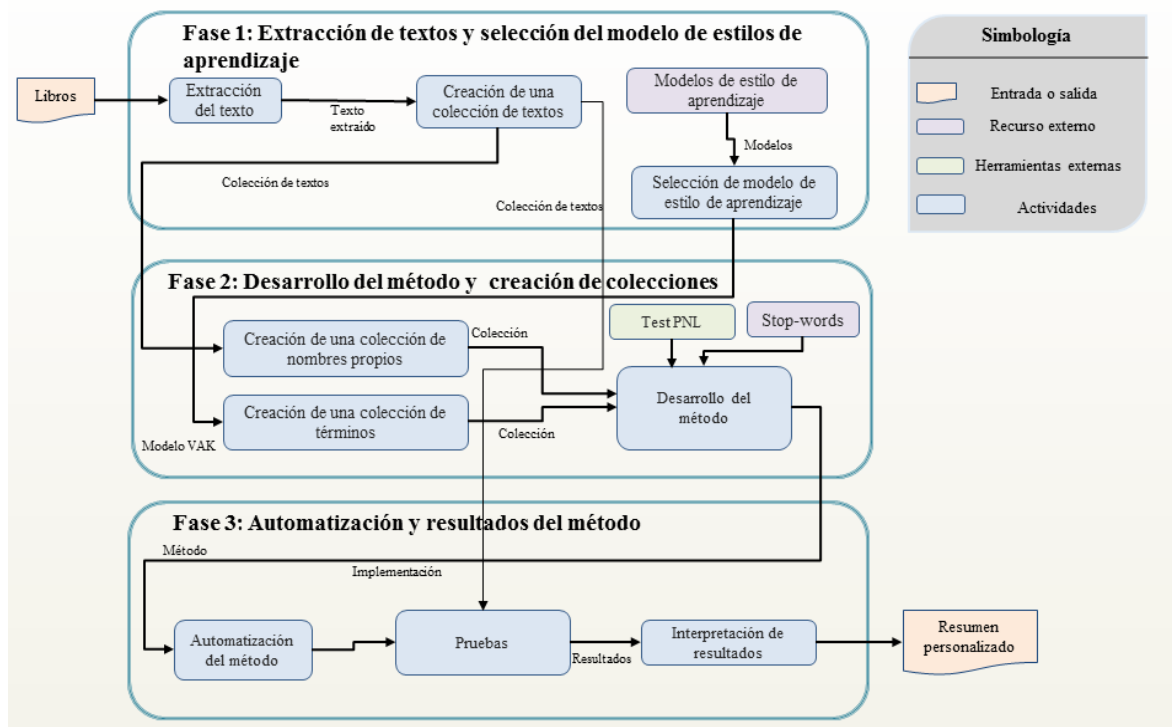 Fase 1: Extracción de textos y selección del modelo de estilos de
aprendizaje
Libros
Extracción
del texto
Texto
extraído
Creación de una
colección de textos
Modelos de estilo de
aprendizaje
Modelos
Colección de textos
Colección de textos
Selección de modelo de
estilo de aprendizaje
Simbología
Entrada o salida
Recurso externo
Herramientas externas
Actividades
Fase 2: Desarrollo del método y creación de colecciones
Creación de una colección de
nombres propios
Colección
Test PNL
Stop-words
Creación de una colección de
términos
Modelo VAK
Colección
Desarrollo del
método
Fase 3: Automatización y resultados del método
Método
Implementación
Automatización
del método
Pruebas
Resultados
Interpretación de
resultados
Resumen
personalizado